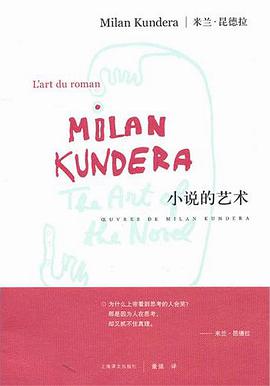 Milan Kundera | 米兰·昆德拉
L'art du roman
MILAN
KUNDERA
The Art of
the Novel
小说的艺术
ŒUVRES DE MILAN KUNDERA
◎ 为什么上帝看到思考的人会笑？
那是因为人在思考，
却又抓不住真理。
—— 米兰·昆德拉
上海译文出版社
董强 译